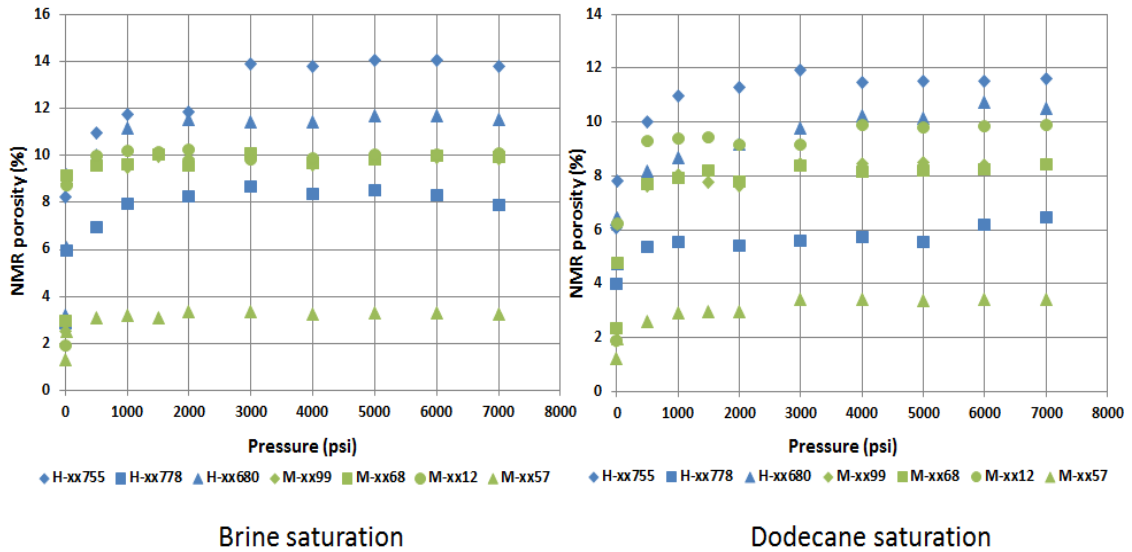 16
14
12
10
8
6
4
2
0
NMR porosity (%)
0 1000 2000 3000 4000 5000 6000 7000 8000
Pressure (psi)
H-xx755 H-xx778 H-xx680 M-xx99 M-xx68 M-xx12 M-xx57
Brine saturation
14
12
10
8
6
4
2
0
NMR porosity (%)
0 1000 2000 3000 4000 5000 6000 7000 8000
Pressure (psi)
H-xx755 H-xx778 H-xx680 M-xx99 M-xx68 M-xx12 M-xx57
Dodecane saturation